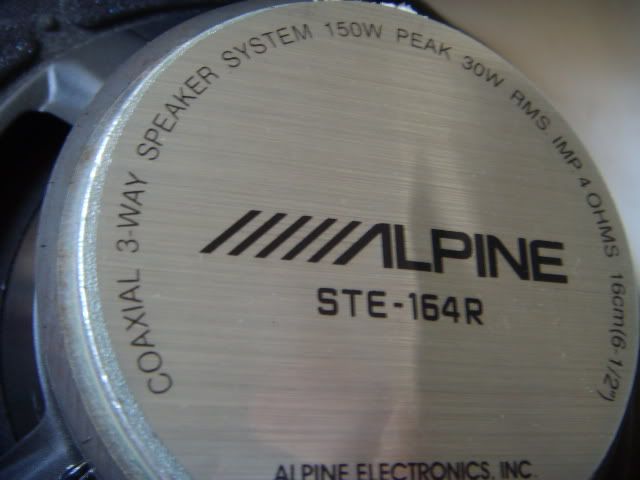 COAXIAL 3-WAY SPEAKER SYSTEM 150W PEAK 30W RMS IMP 4 OHMS 16cm(6-1/2")
ALPINE
STE-164R
ALPINE ELECTRONICS, INC.